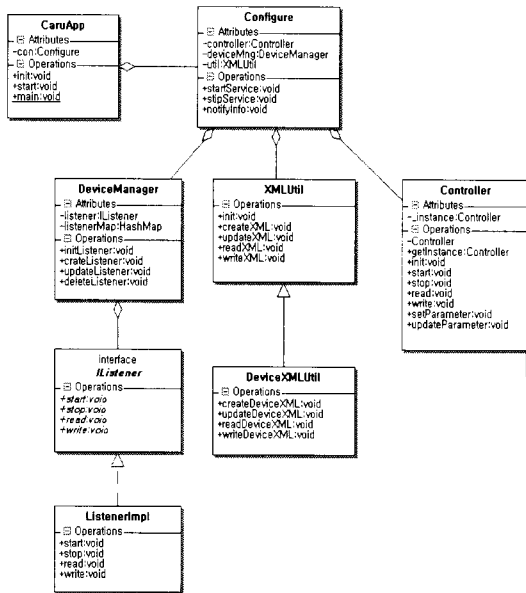 CaruApp
Attributes
-con:Configure
Operations
+init:void
+start:void
+main:void
Configure
Attributes
-controller:Controller
-deviceMng:DeviceManager
-util:XMLUtil
Operations
+startService:void
+stipService:void
+notifyInfo:void
DeviceManager
Attributes
-listener:IListener
-listenerMap:HashMap
Operations
+initListener:void
+crateListener:void
+updateListener:void
+deleteListener:void
XMLUtil
Operations
+init:void
+createXML:void
+updateXML:void
+readXML:void
+writeXML:void
Controller
Attributes
-_instance:Controller
Operations
-Controller
+getInstance:Controller
+init:void
+start:void
+stop:void
+read:void
+write:void
+setParameter:void
+updateParameter:void
interface
IListener
Operations
+start:void
+stop:void
+read:void
+write:void
DeviceXMLUtil
Operations
+createDeviceXML:void
+updateDeviceXML:void
+readDeviceXML:void
+writeDeviceXML:void
ListenerImpl
Operations
+start:void
+stop:void
+read:void
+write:void